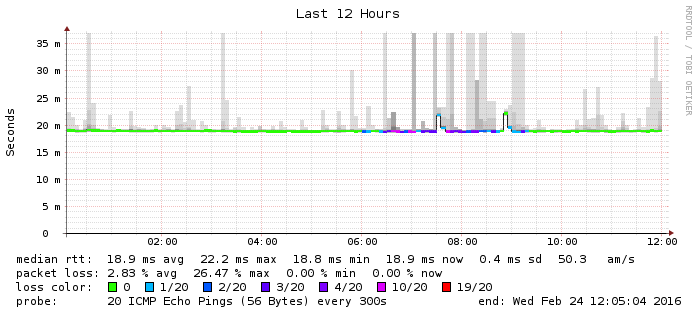 Last 12 Hours
RRDTOOL / TOBI OETIKER
Seconds
35 m
30 m
25 m
20 m
15 m
10 m
5 m
0
02:00 04:00 06:00 08:00 10:00 12:00
median rtt: 18.9 ms avg 22.2 ms max 18.8 ms min 18.9 ms now 0.4 ms sd 50.3 am/s
packet loss: 2.83 % avg 26.47 % max 0.00 % min 0.00 % now
loss color: 0 1/20 2/20 3/20 4/20 10/20 19/20
probe: 20 ICMP Echo Pings (56 Bytes) every 300s end: Wed Feb 24 12:05:04 2016